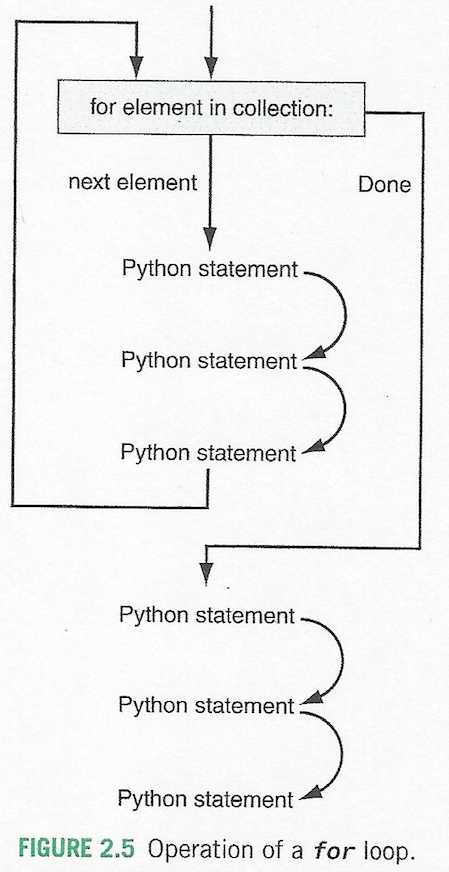 for element in collection:
next element
Done
Python statement
Python statement
Python statement
Python statement
Python statement
Python statement
FIGURE 2.5 Operation of a for loop.